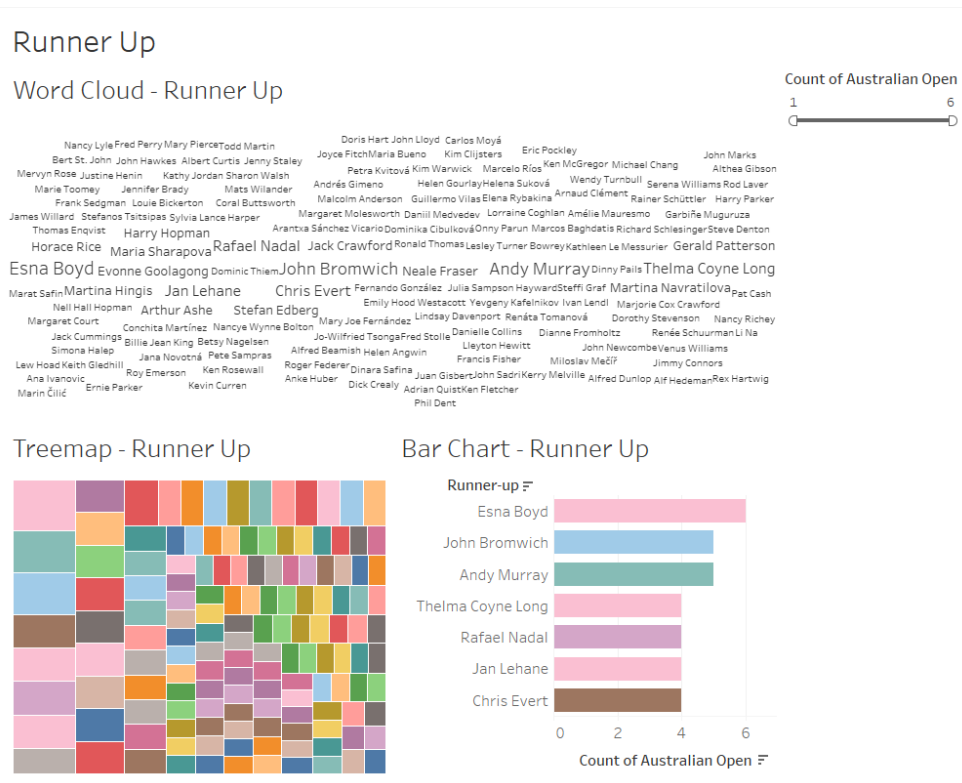 Runner Up
Word Cloud - Runner Up
Count of Australian Open
1 6
Doris Hart John Lloyd Carlos Moyá
Nancy Lyle Fred Perry Mary Pierce Todd Martin
Joyce Fitch Maria Bueno Kim Clijsters Eric Pockley John Marks
Bert St. John John Hawkes Albert Curtis Jenny Staley
Petra Kvitová Kim Warwick Marcelo Ríos Ken McGregor Michael Chang Althea Gibson
Mervyn Rose Justine Henin Kathy Jordan Sharon Walsh
Andrés Gimeno Helen Gourlay Helena Suková Wendy Turnbull Serena Williams Rod Laver
Marie Toomey Jennifer Brady Mats Wilander
Malcolm Anderson Guillermo Vilas Elena Rybakina Arnaud Clément Rainer Schüttler Harry Parker
Frank Sedgman Louie Bickerton Coral Buttsworth
James Willard Stefanos Tsitsipas Sylvia Lance Harper Margaret Molesworth Daniil Medvedev Lorraine Coghlan Amélie Mauresmo Garbiñe Muguruza
Thomas Enqvist Harry Hopman Arantxa Sánchez Vicario Dominika Cibulková Onny Parun Marcos Baghdatis Richard Schlesinger Steve Denton
Horace Rice Maria Sharapova Rafael Nadal Jack Crawford Ronald Thomas Lesley Turner Bowrey Kathleen Le Messurier Gerald Patterson
Esna Boyd Evonne Goolagong Dominic Thiem John Bromwich Neale Fraser Andy Murray Dinny Pails Thelma Coyne Long
Marat Safin Martina Hingis Jan Lehane Chris Evert Fernando González Julia Sampson Hayward Steffi Graf Martina Navratilova Pat Cash
Nell Hall Hopman Arthur Ashe Stefan Edberg Emily Hood Westacott Yevgeny Kafelnikov Ivan Lendl Marjorie Cox Crawford
Margaret Court Conchita Martínez Nancye Wynne Bolton Mary Joe Fernández Lindsay Davenport Renáta Tomanová Dorothy Stevenson Nancy Richey
Jack Cummings Billie Jean King Betsy Nagelsen Jo-Wilfried Tsonga Fred Stolle Danielle Collins Dianne Fromholtz Renée Schuurman Li Na
Simona Halep Jana Novotná Pete Sampras Alfred Beamish Helen Angwin Lleyton Hewitt John Newcombe Venus Williams
Lew Hoad Keith Gledhill Roy Emerson Ken Rosewall Roger Federer Dinara Safina Francis Fisher Miloslav Mečíř Jimmy Connors
Ana Ivanovic Ernie Parker Kevin Curren Anke Huber Dick Crealy Juan Gisbert John Sadri Kerry Melville Alfred Dunlop Alf Hedeman Rex Hartwig
Marin Čilić Adrian Quist Ken Fletcher
Phil Dent
Treemap - Runner Up
Bar Chart - Runner Up
Runner-up
Esna Boyd
John Bromwich
Andy Murray
Thelma Coyne Long
Rafael Nadal
Jan Lehane
Chris Evert
0 2 4 6
Count of Australian Open